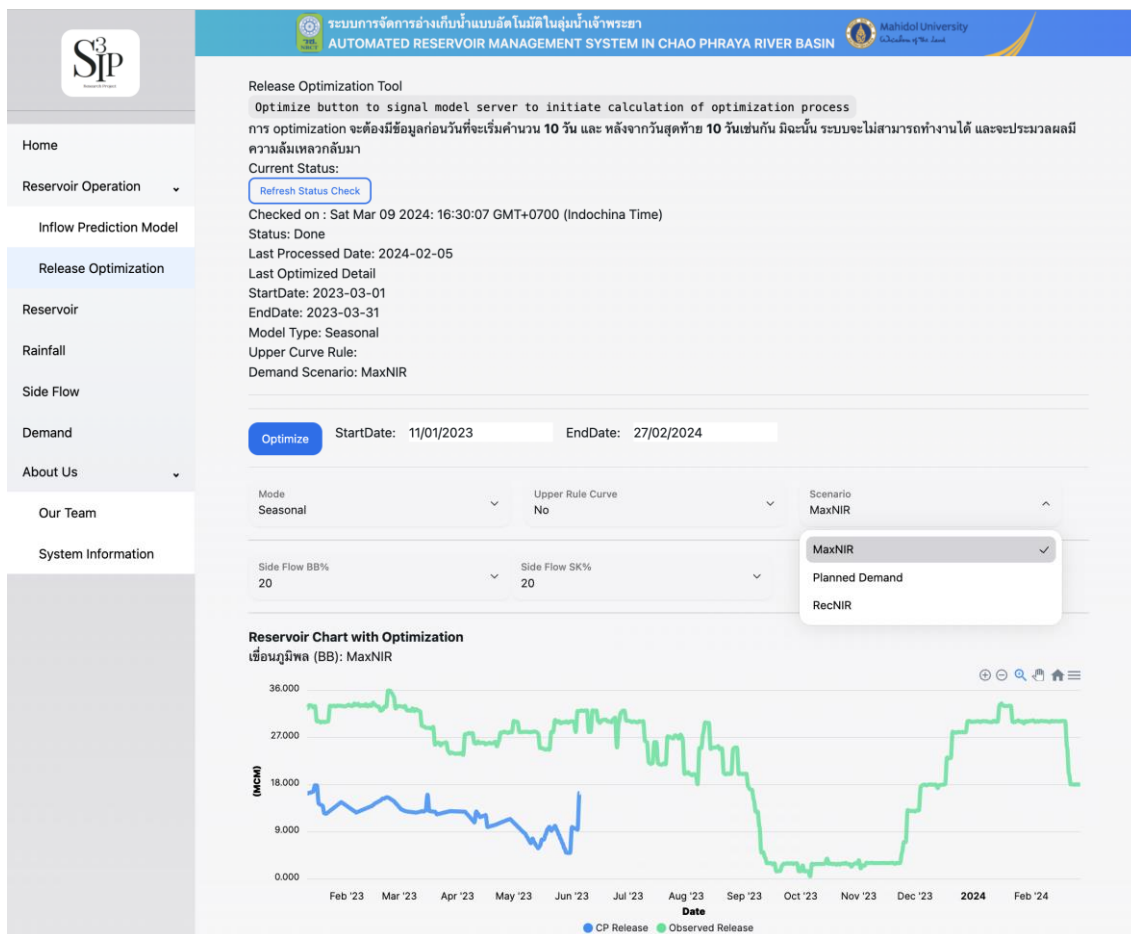 S³IP
Research Project
ระบบการจัดการอ่างเก็บน้ำแบบอัตโนมัติในลุ่มน้ำเจ้าพระยา
AUTOMATED RESERVOIR MANAGEMENT SYSTEM IN CHAO PHRAYA RIVER BASIN
วช.
NRCT
Mahidol University
Wisdom of the Land
Home
Reservoir Operation
Inflow Prediction Model
Release Optimization
Reservoir
Rainfall
Side Flow
Demand
About Us
Our Team
System Information
Release Optimization Tool
Optimize button to signal model server to initiate calculation of optimization process
การ optimization จะต้องมีข้อมูลก่อนวันที่จะเริ่มคำนวน 10 วัน และ หลังจากวันสุดท้าย 10 วันเช่นกัน มิฉะนั้น ระบบจะไม่สามารถทำงานได้ และจะประมวลผลมี
ความล้มเหลวกลับมา
Current Status:
Refresh Status Check
Checked on : Sat Mar 09 2024: 16:30:07 GMT+0700 (Indochina Time)
Status: Done
Last Processed Date: 2024-02-05
Last Optimized Detail
StartDate: 2023-03-01
EndDate: 2023-03-31
Model Type: Seasonal
Upper Curve Rule:
Demand Scenario: MaxNIR
Optimize StartDate: 11/01/2023 EndDate: 27/02/2024
Mode
Seasonal
Upper Rule Curve
No
Scenario
MaxNIR
MaxNIR
Planned Demand
RecNIR
Side Flow BB%
20
Side Flow SK%
20
Reservoir Chart with Optimization
เขื่อนภูมิพล (BB): MaxNIR
36.000
27.000
18.000
9.000
0.000
(MCM)
Feb '23 Mar '23 Apr '23 May '23 Jun '23 Jul '23 Aug '23 Sep '23 Oct '23 Nov '23 Dec '23 2024 Feb '24
Date
CP Release Observed Release